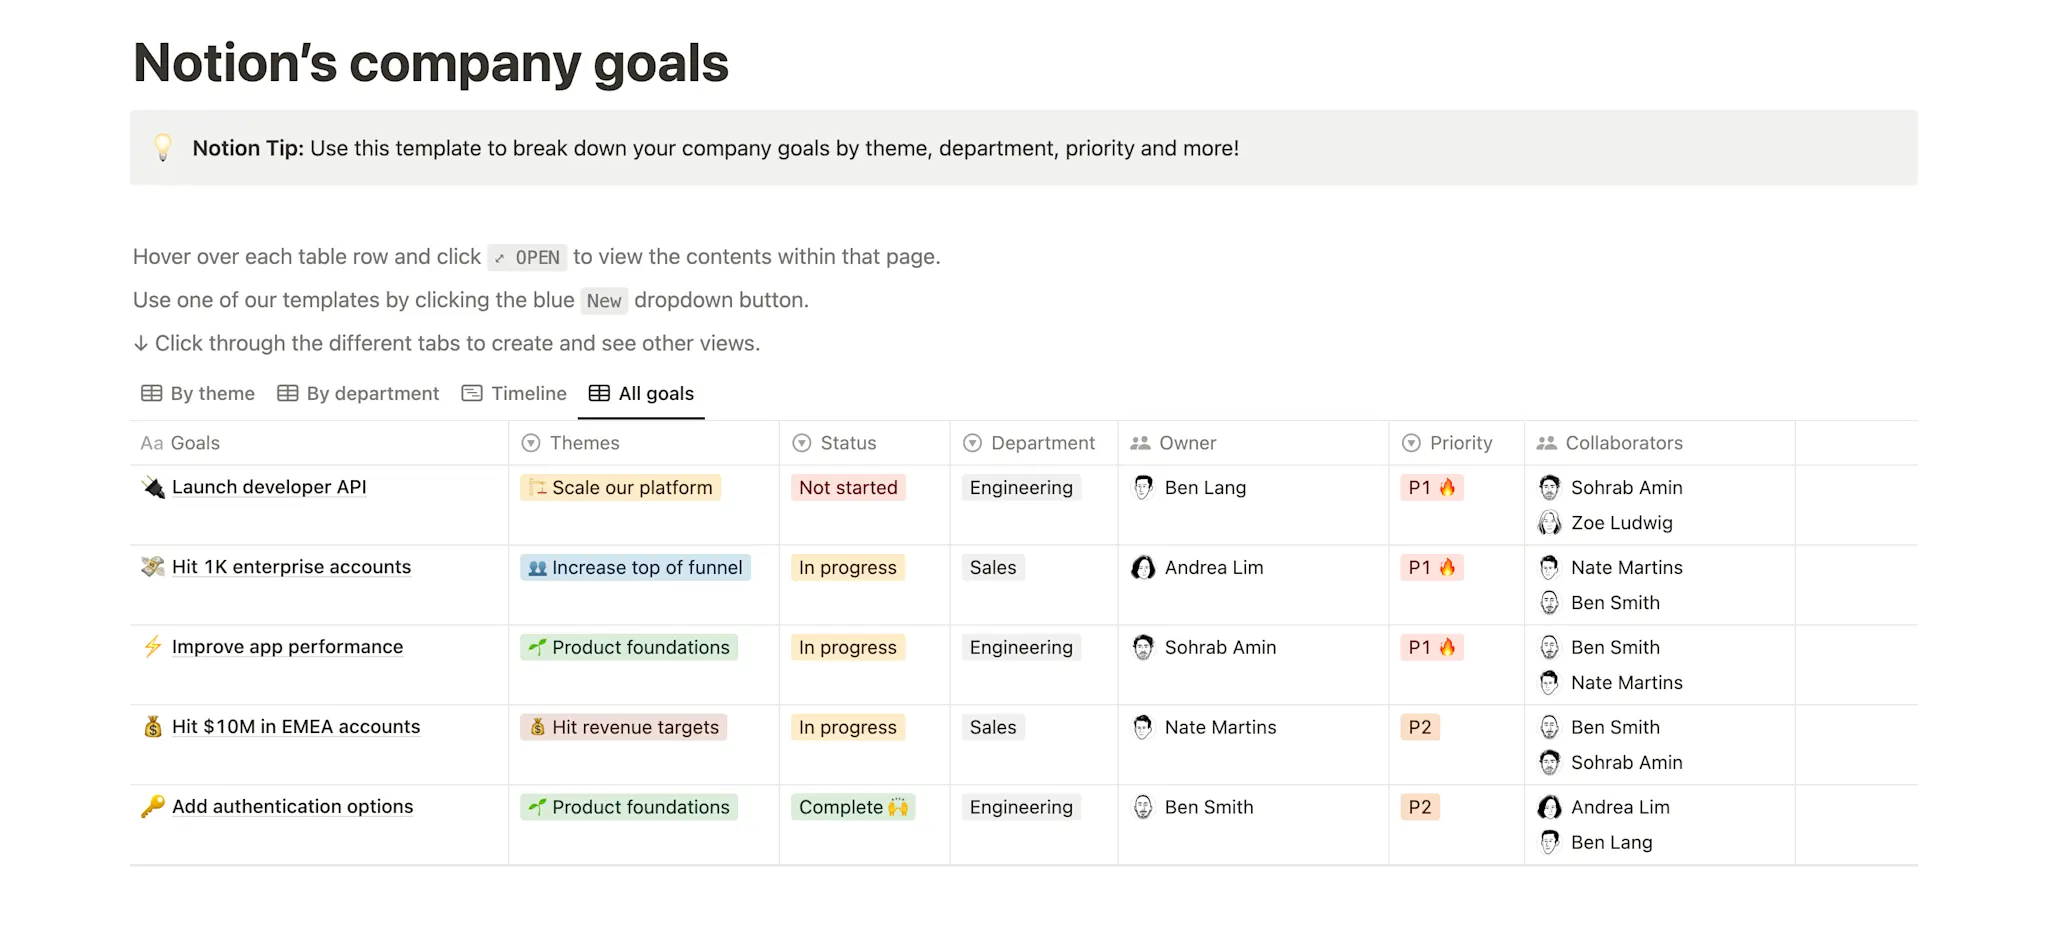 Notion’s company goals
Notion Tip: Use this template to break down your company goals by theme, department, priority and more!
Hover over each table row and click ⤢ OPEN to view the contents within that page.
Use one of our templates by clicking the blue New dropdown button.
↓ Click through the different tabs to create and see other views.
By theme By department Timeline All goals
Aa Goals Themes Status Department Owner Priority Collaborators
Launch developer API Scale our platform Not started Engineering Ben Lang P1 🔥 Sohrab Amin
Zoe Ludwig
Hit 1K enterprise accounts Increase top of funnel In progress Sales Andrea Lim P1 🔥 Nate Martins
Ben Smith
Improve app performance Product foundations In progress Engineering Sohrab Amin P1 🔥 Ben Smith
Nate Martins
Hit $10M in EMEA accounts Hit revenue targets In progress Sales Nate Martins P2 Ben Smith
Sohrab Amin
Add authentication options Product foundations Complete 🙌 Engineering Ben Smith P2 Andrea Lim
Ben Lang